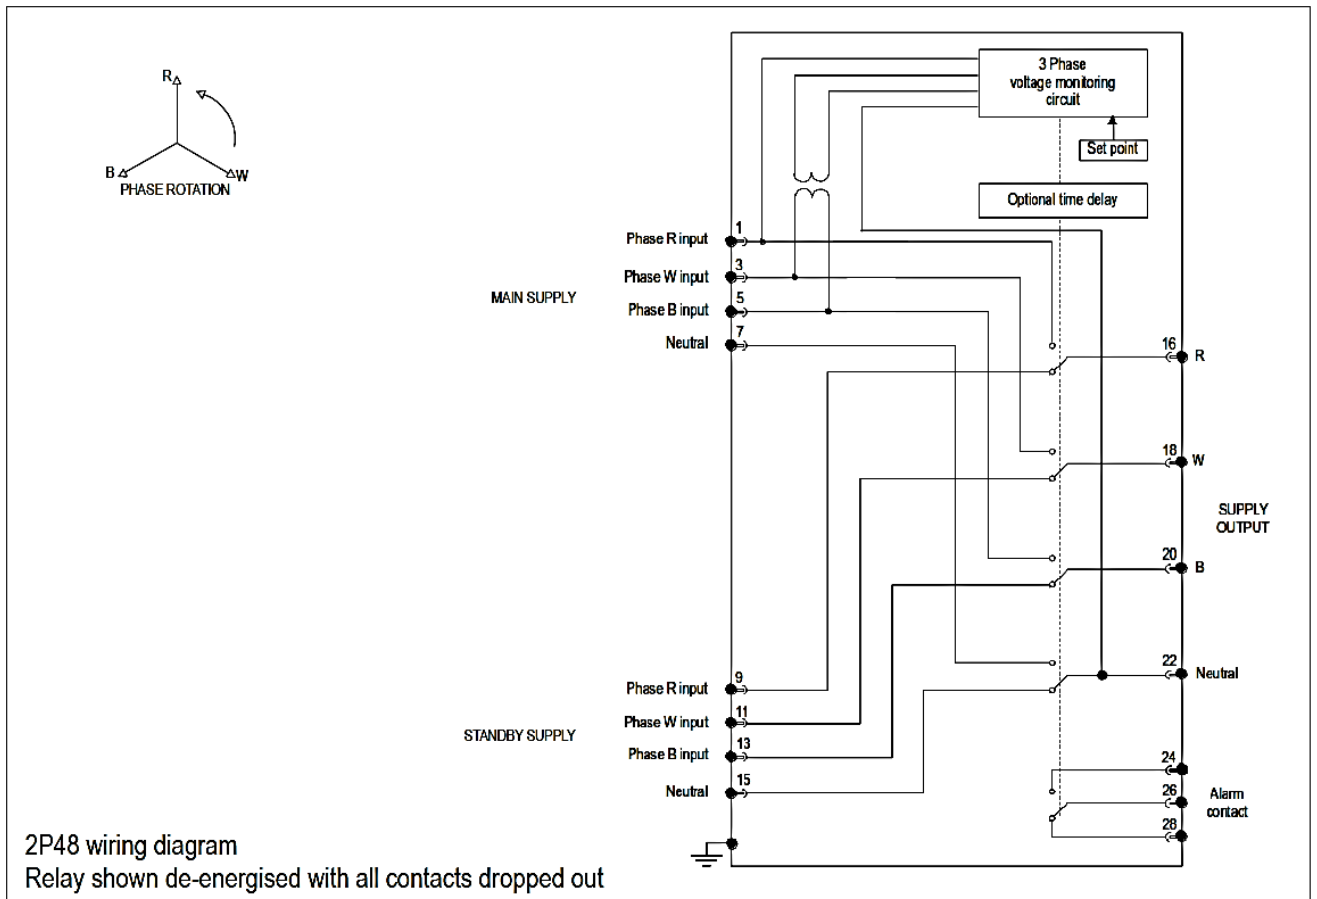 R
B
W
PHASE ROTATION
3 Phase
voltage monitoring
circuit
Set point
Optional time delay
MAIN SUPPLY
Phase R input
1
Phase W input
3
Phase B input
5
Neutral
7
16
R
18
W
20
B
22
Neutral
SUPPLY
OUTPUT
STANDBY SUPPLY
Phase R input
9
Phase W input
11
Phase B input
13
Neutral
15
24
26
28
Alarm
contact
2P48 wiring diagram
Relay shown de-energised with all contacts dropped out